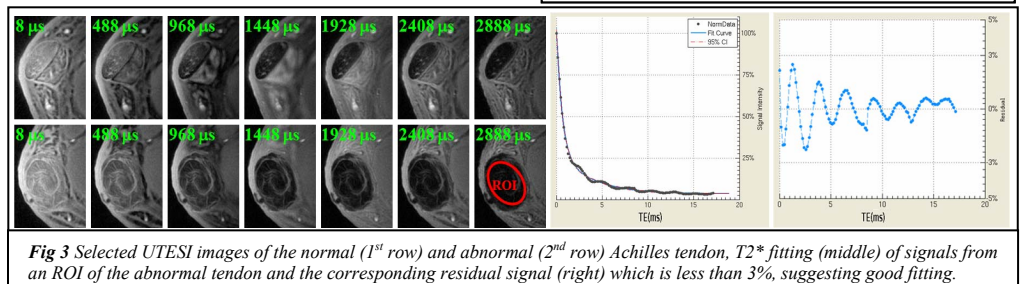 8 μs 488 μs 968 μs 1448 μs 1928 μs 2408 μs 2888 μs
8 μs 488 μs 968 μs 1448 μs 1928 μs 2408 μs 2888 μs
ROI
NormData
Fit Curve
95% CI
100%
75%
50%
25%
Signal Intensity
5 10 15 20
TE(ms)
5%
3%
0%
-3%
-5%
Residual
0 5 10 15 20
TE(ms)
Fig 3 Selected UTESI images of the normal (1st row) and abnormal (2nd row) Achilles tendon, T2* fitting (middle) of signals from
an ROI of the abnormal tendon and the corresponding residual signal (right) which is less than 3%, suggesting good fitting.